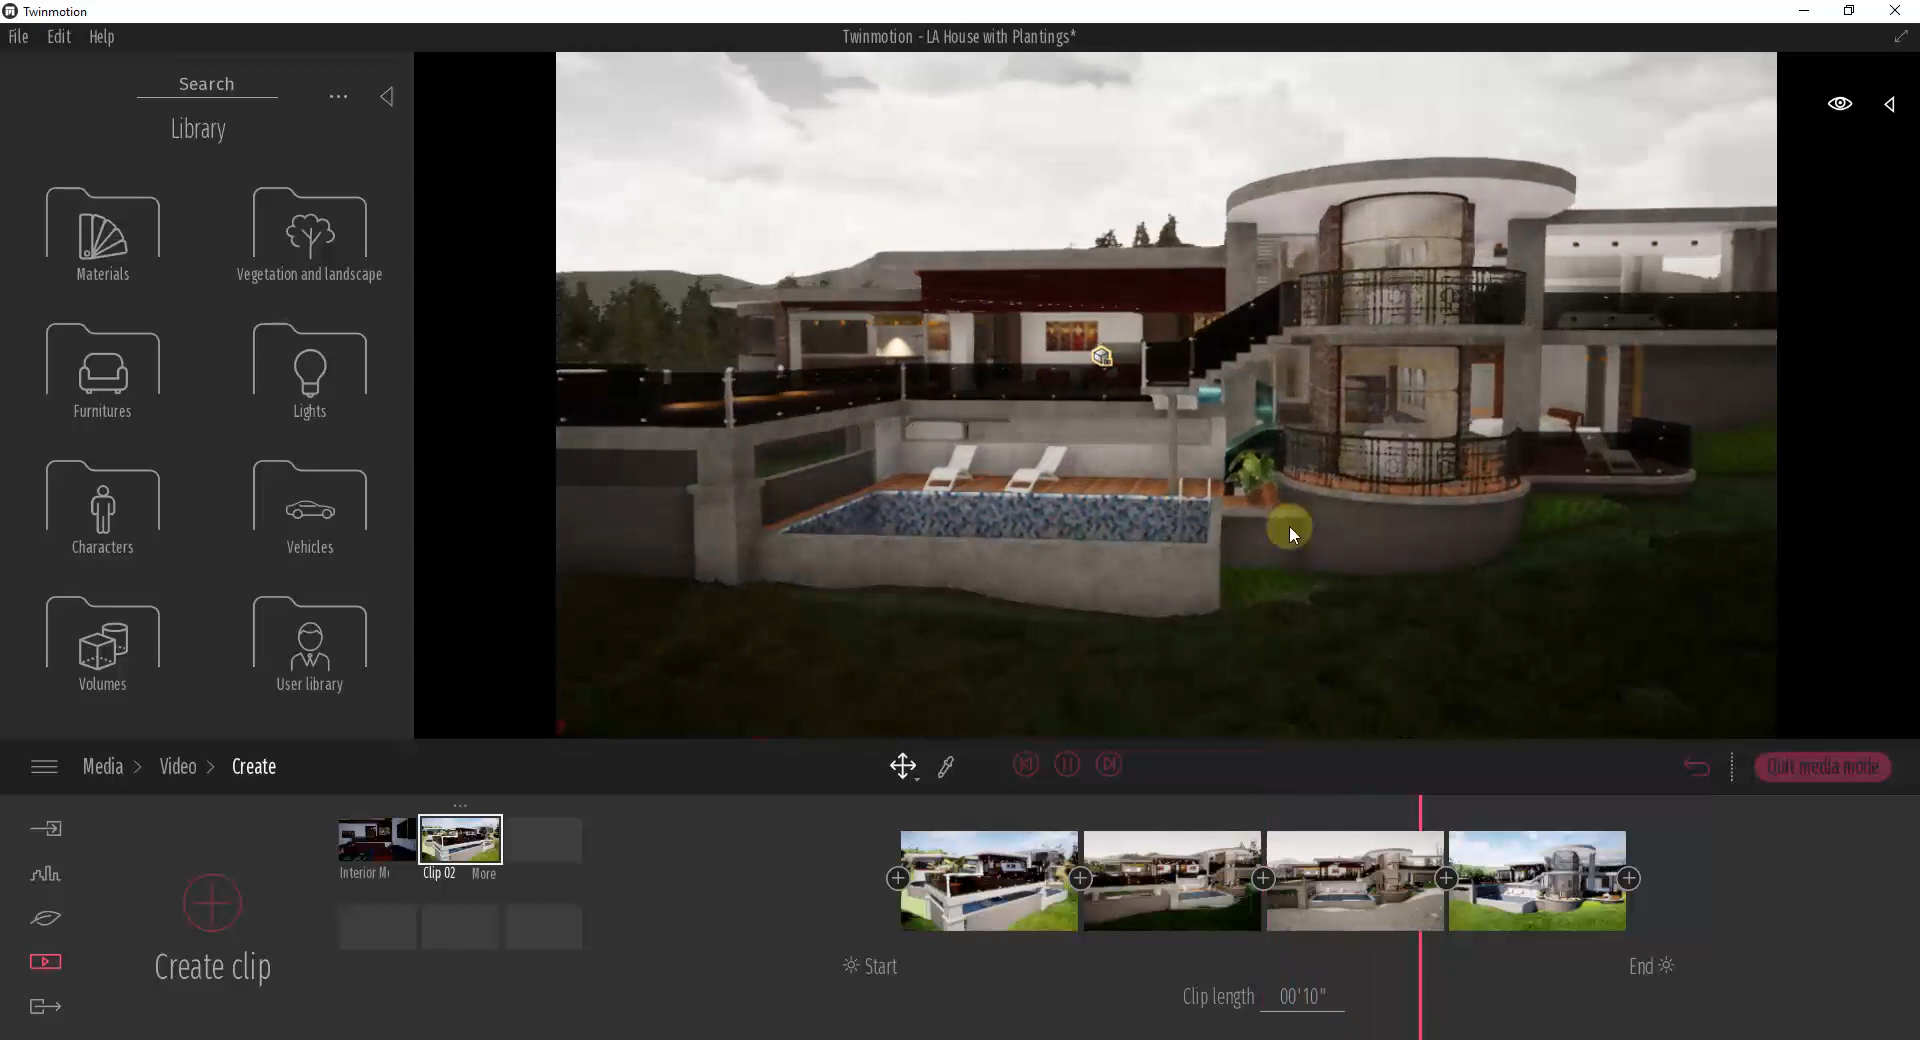 Twinmotion
File Edit Help
Twinmotion - LA House with Plantings*
Search
...
Library
Materials
Vegetation and landscape
Furnitures
Lights
Characters
Vehicles
Volumes
User library
Media > Video > Create
Quit media mode
...
Create clip
Interior M
Clip 02
More
Start
End
Clip length 00'10"